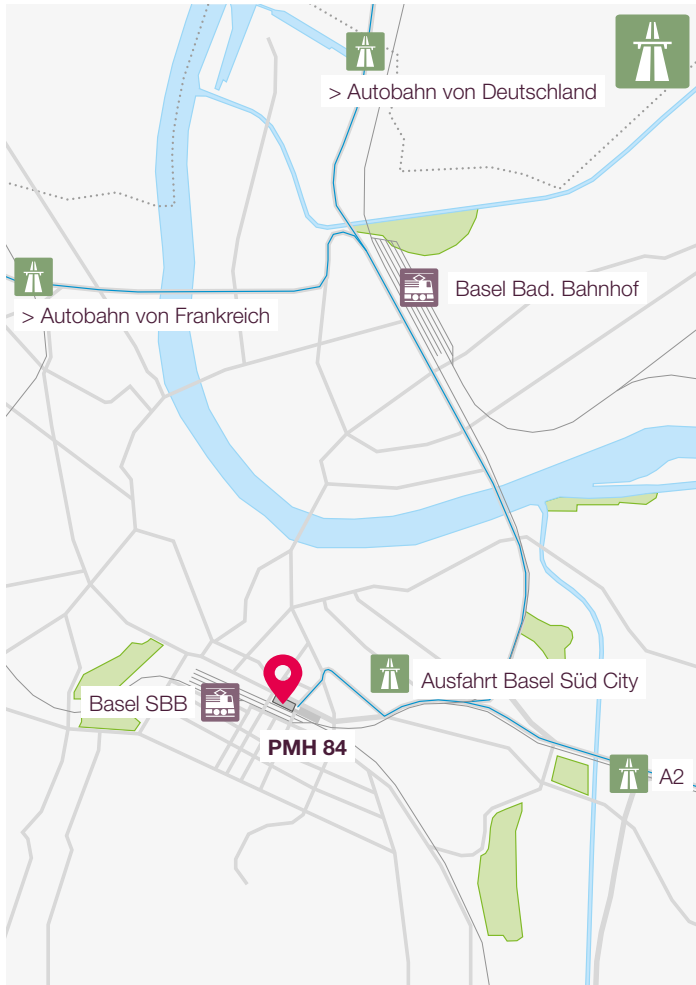 > Autobahn von Deutschland
Basel Bad. Bahnhof
> Autobahn von Frankreich
Ausfahrt Basel Süd City
Basel SBB
PMH 84
A2